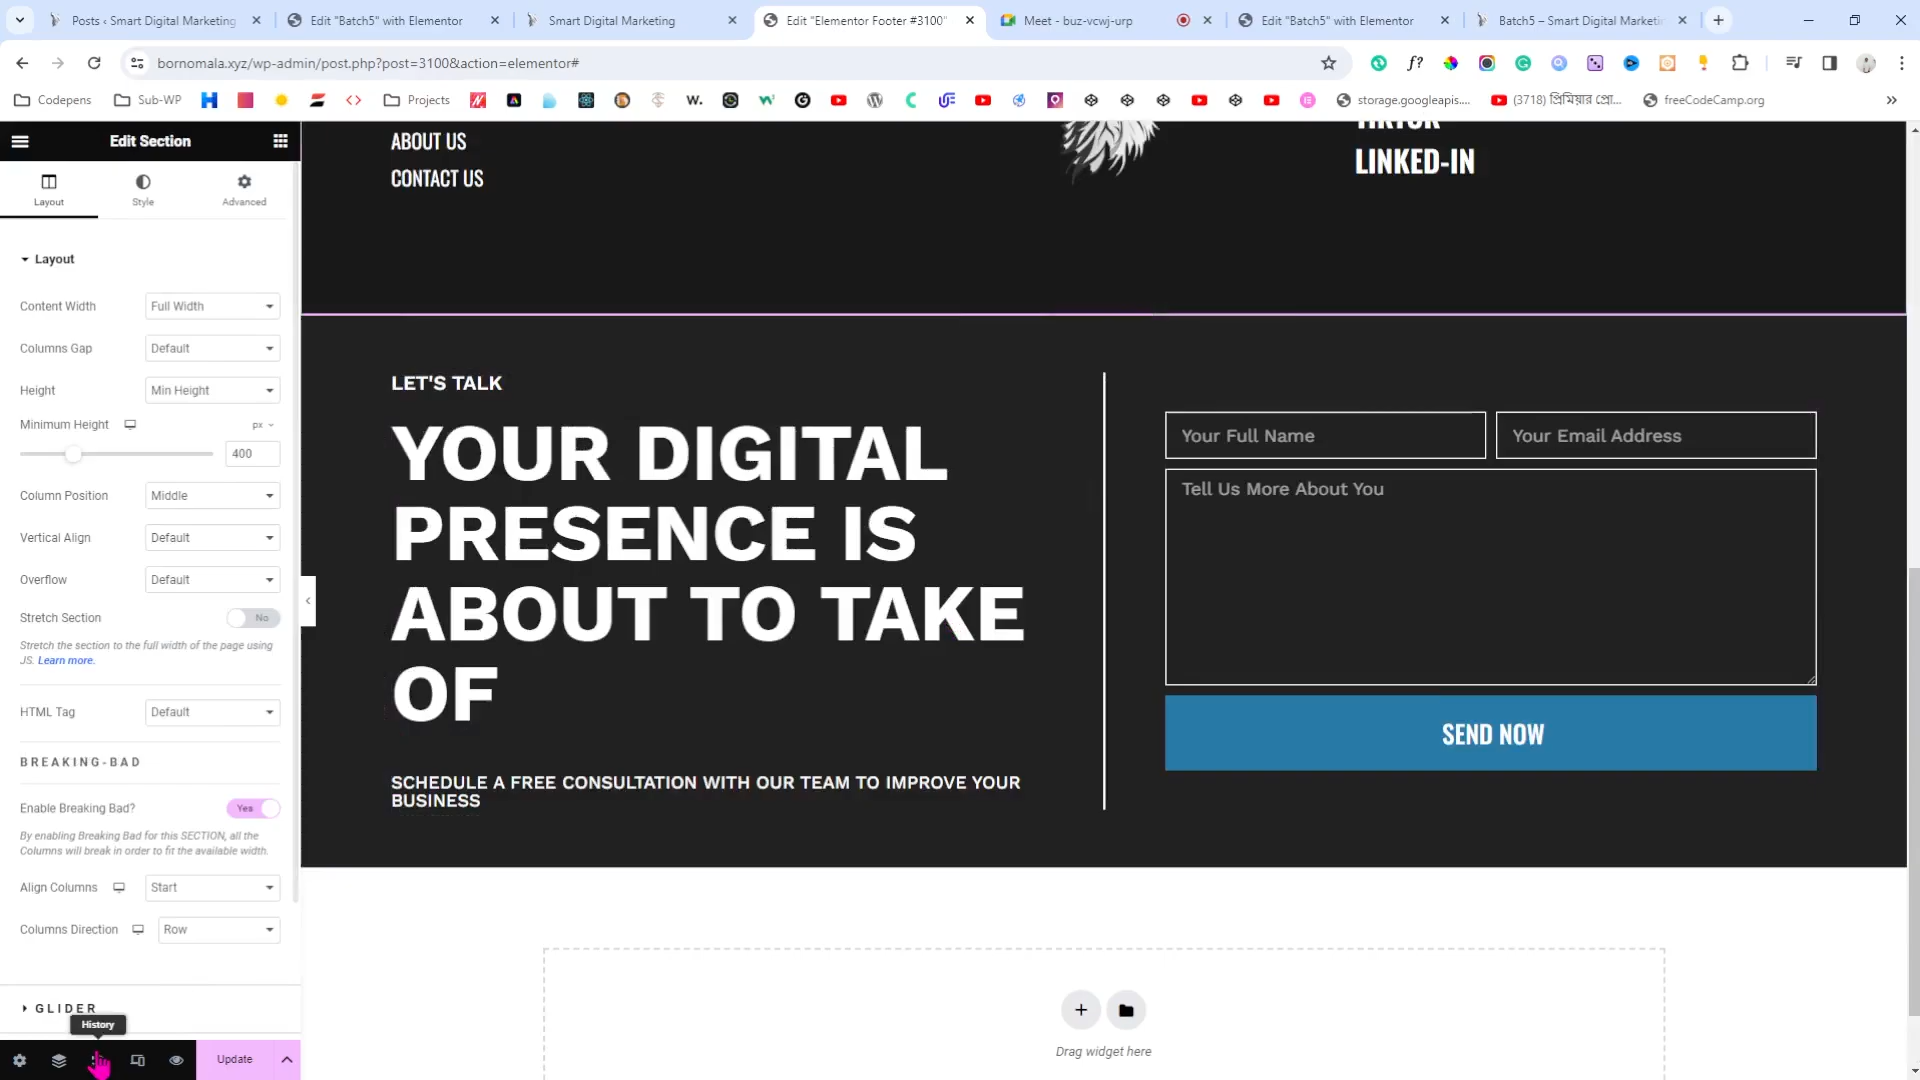 Posts ‹ Smart Digital Marketing
Edit "Batch5" with Elementor
Smart Digital Marketing
Edit "Elementor Footer #3100"
Meet - buz-vcwj-urp
Edit "Batch5" with Elementor
Batch5 – Smart Digital Marketin
bornomala.xyz/wp-admin/post.php?post=3100&action=elementor#
Codepens
Sub-WP
Projects
storage.googleapis....
(3718) প্রিমিয়ার প্রো...
freeCodeCamp.org
Edit Section
Layout
Style
Advanced
Layout
Content Width
Full Width
Columns Gap
Default
Height
Min Height
Minimum Height
px
400
Column Position
Middle
Vertical Align
Default
Overflow
Default
Stretch Section
No
Stretch the section to the full width of the page using
JS. Learn more.
HTML Tag
Default
BREAKING-BAD
Enable Breaking Bad?
Yes
By enabling Breaking Bad for this SECTION, all the
Columns will break in order to fit the available width.
Align Columns
Start
Columns Direction
Row
GLIDER
History
Update
ABOUT US
CONTACT US
TIKTOK
LINKED-IN
LET'S TALK
YOUR DIGITAL
PRESENCE IS
ABOUT TO TAKE
OF
SCHEDULE A FREE CONSULTATION WITH OUR TEAM TO IMPROVE YOUR
BUSINESS
Your Full Name
Your Email Address
Tell Us More About You
SEND NOW
Drag widget here